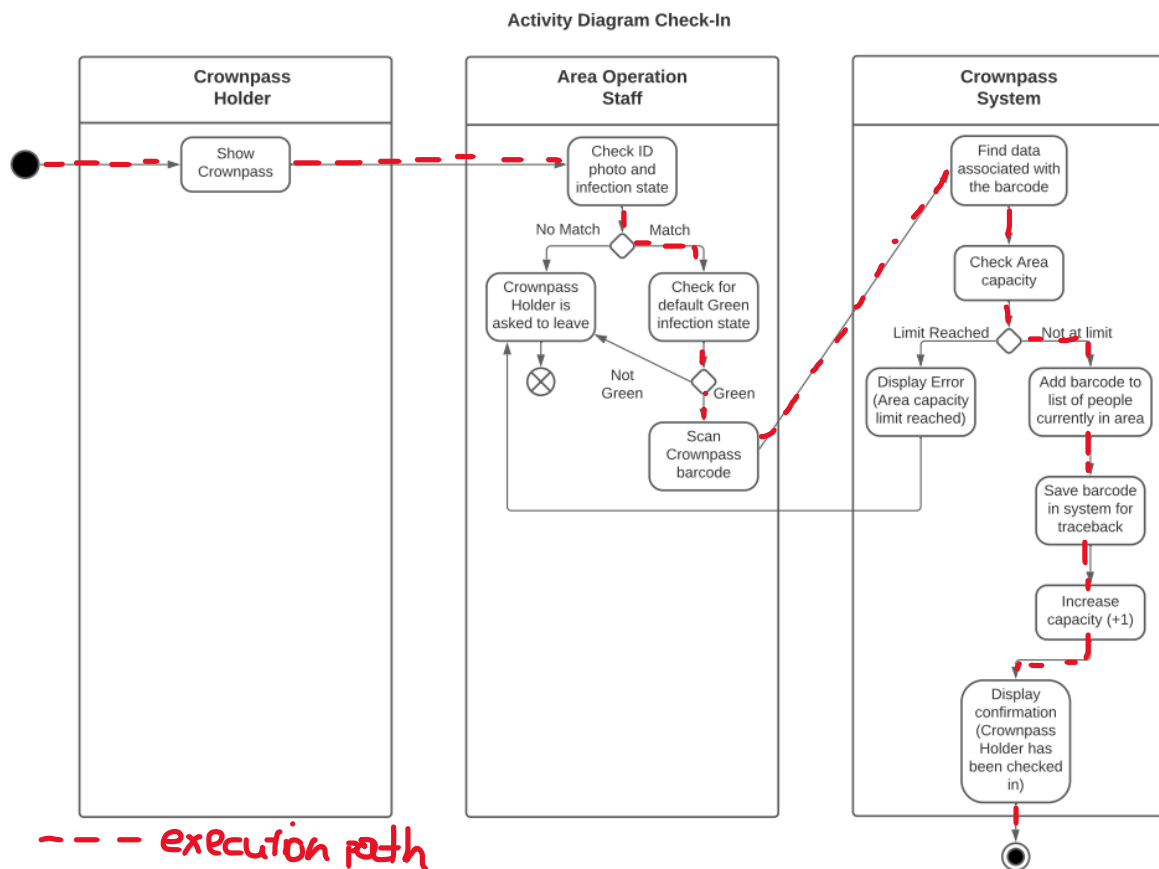 Activity Diagram Check-In
Crownpass
Holder
Area Operation
Staff
Crownpass
System
Show
Crownpass
Check ID
photo and
infection state
No Match
Match
Crownpass
Holder is
asked to leave
Check for
default Green
infection state
Not
Green
Green
Scan
Crownpass
barcode
Find data
associated with
the barcode
Check Area
capacity
Limit Reached
Not at limit
Display Error
(Area capacity
limit reached)
Add barcode to
list of people
currently in area
Save barcode
in system for
traceback
Increase
capacity (+1)
Display
confirmation
(Crownpass
Holder has
been checked
in)
execution path